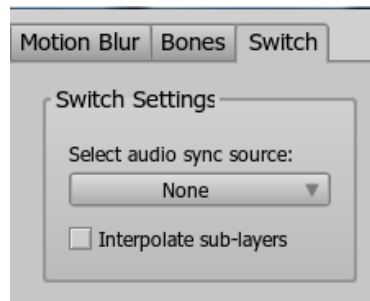 Motion Blur Bones Switch
Switch Settings
Select audio sync source:
None
Interpolate sub-layers